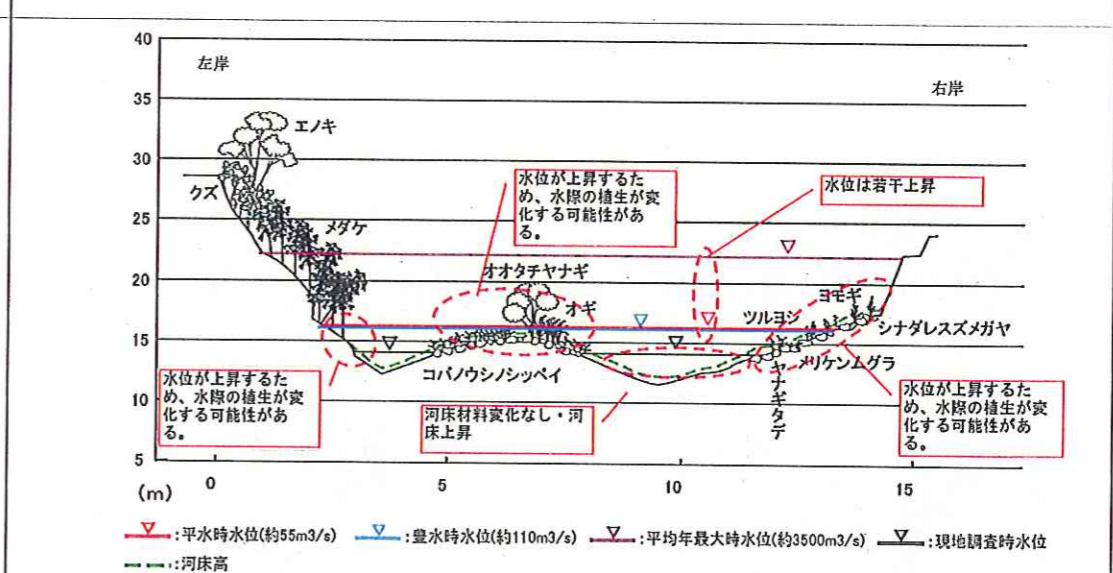 40
左岸
右岸
35
エノキ
30
クズ
水位が上昇するた
め、水際の植生が変
化する可能性があ
る。
水位は若干上昇
25
メダケ
20
オオタチヤナギ
オギ
ツルヨシ
ヨモギ
シナダレスズメガヤ
15
コバノウシノシッペイ
メリケンムグラ
ヤナギタデ
水位が上昇するた
め、水際の植生が変
化する可能性があ
る。
河床材料変化なし・河
床上昇
水位が上昇するた
め、水際の植生が変
化する可能性があ
る。
10
5
(m)
0 5 10 15
:平水時水位(約55m3/s) :豊水時水位(約110m3/s) :平均年最大時水位(約3500m3/s) :現地調査時水位
:河床高